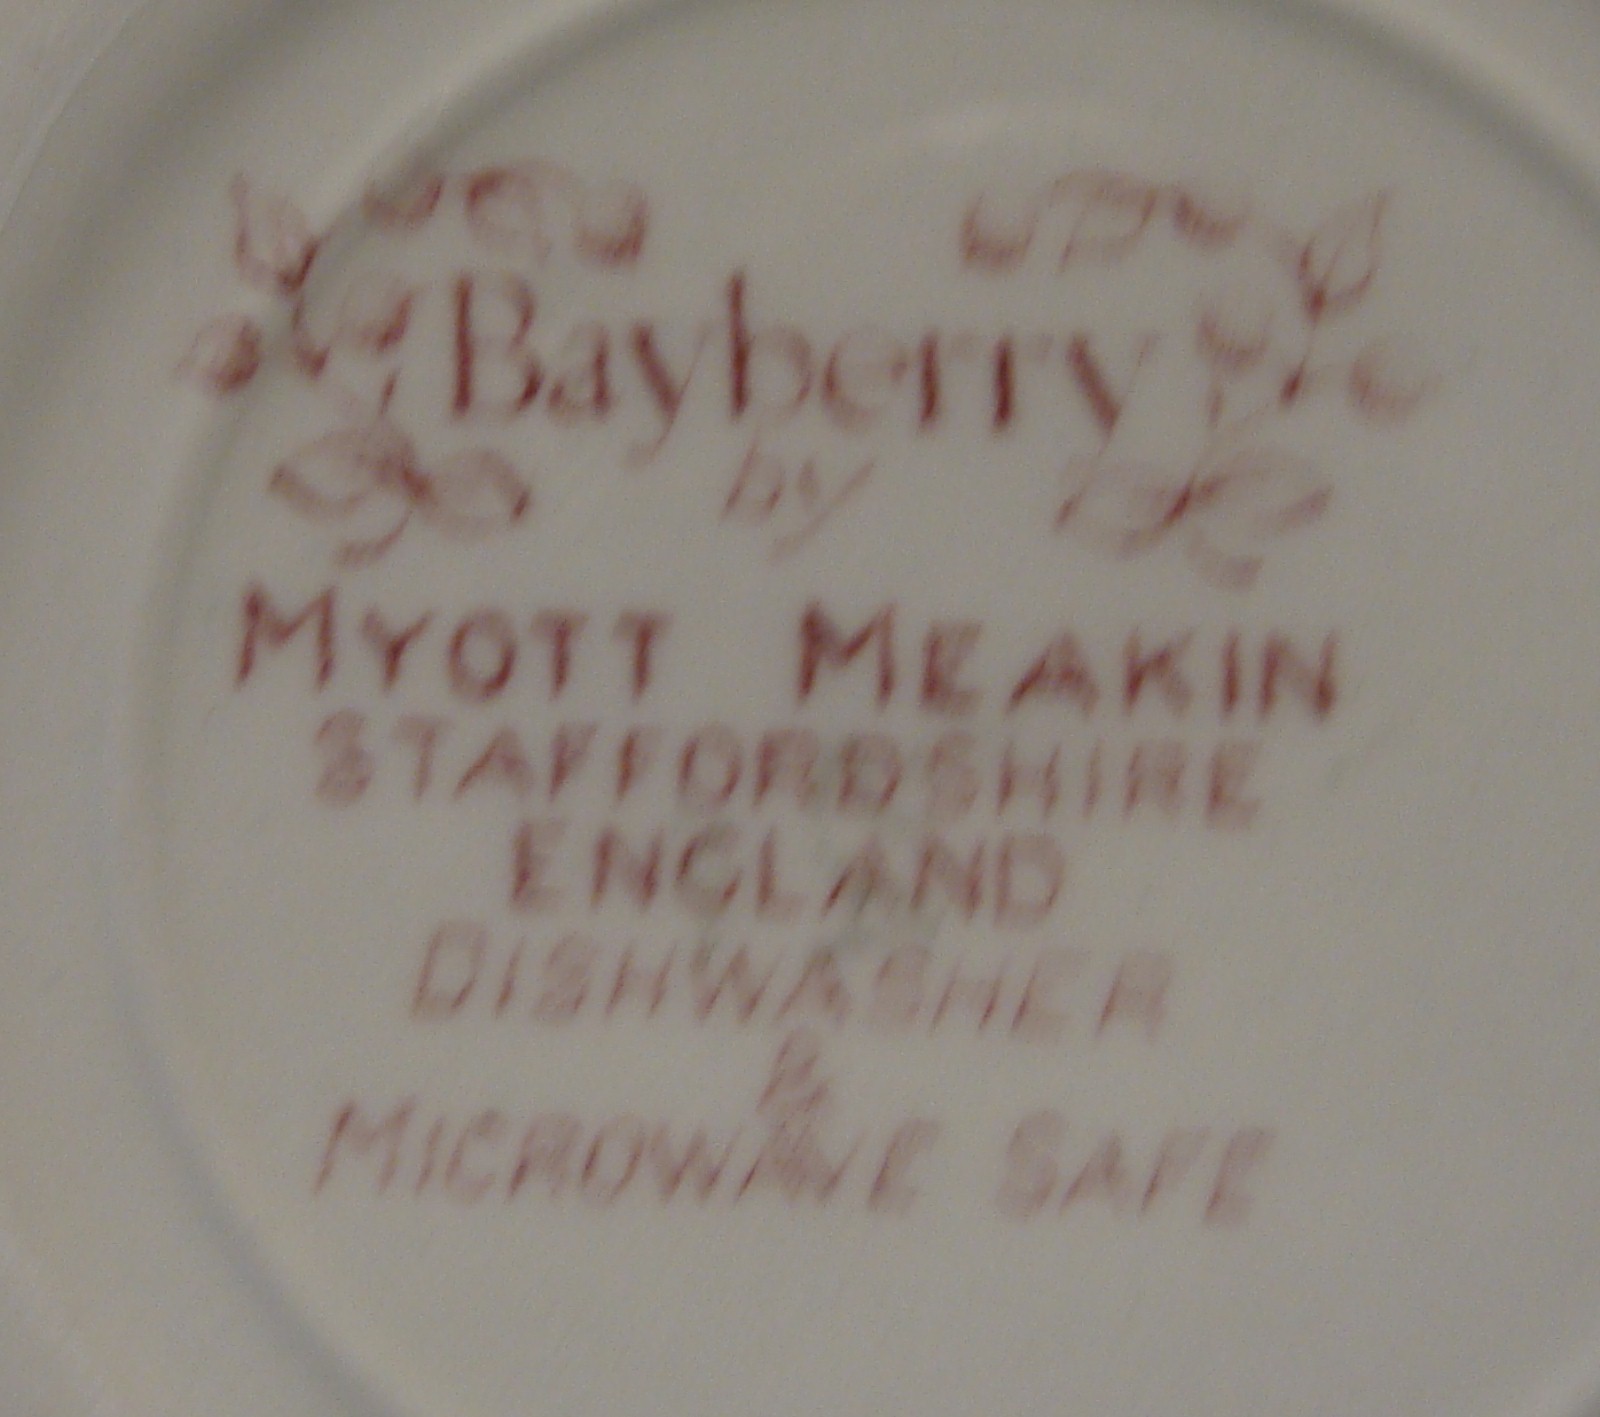 Bayberry
by
MYOTT MEAKIN
STAFFORDSHIRE
ENGLAND
DISHWASHER
&
MICROWAVE SAFE